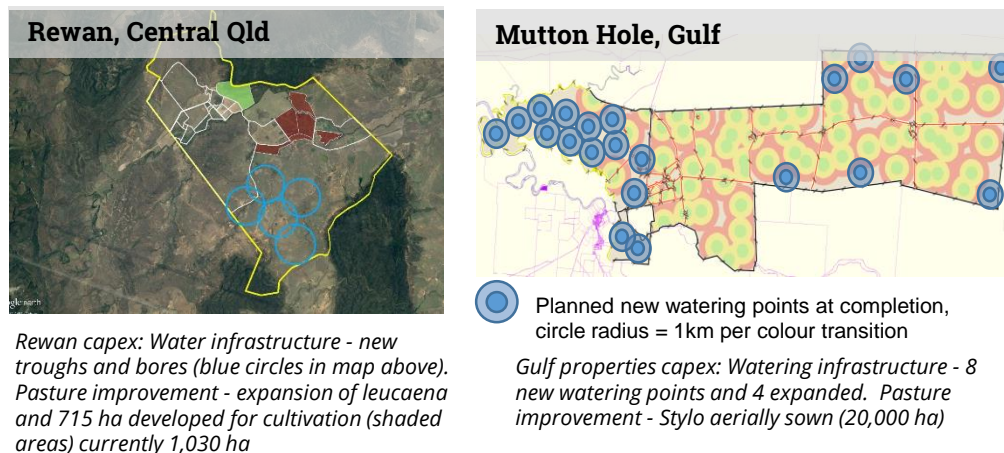 Rewan, Central Qld
Mutton Hole, Gulf
Planned new watering points at completion,
circle radius = 1km per colour transition
Rewan capex: Water infrastructure - new
troughs and bores (blue circles in map above).
Pasture improvement - expansion of leucaena
and 715 ha developed for cultivation (shaded
areas) currently 1,030 ha
Gulf properties capex: Watering infrastructure - 8
new watering points and 4 expanded.  Pasture
improvement - Stylo aerially sown (20,000 ha)